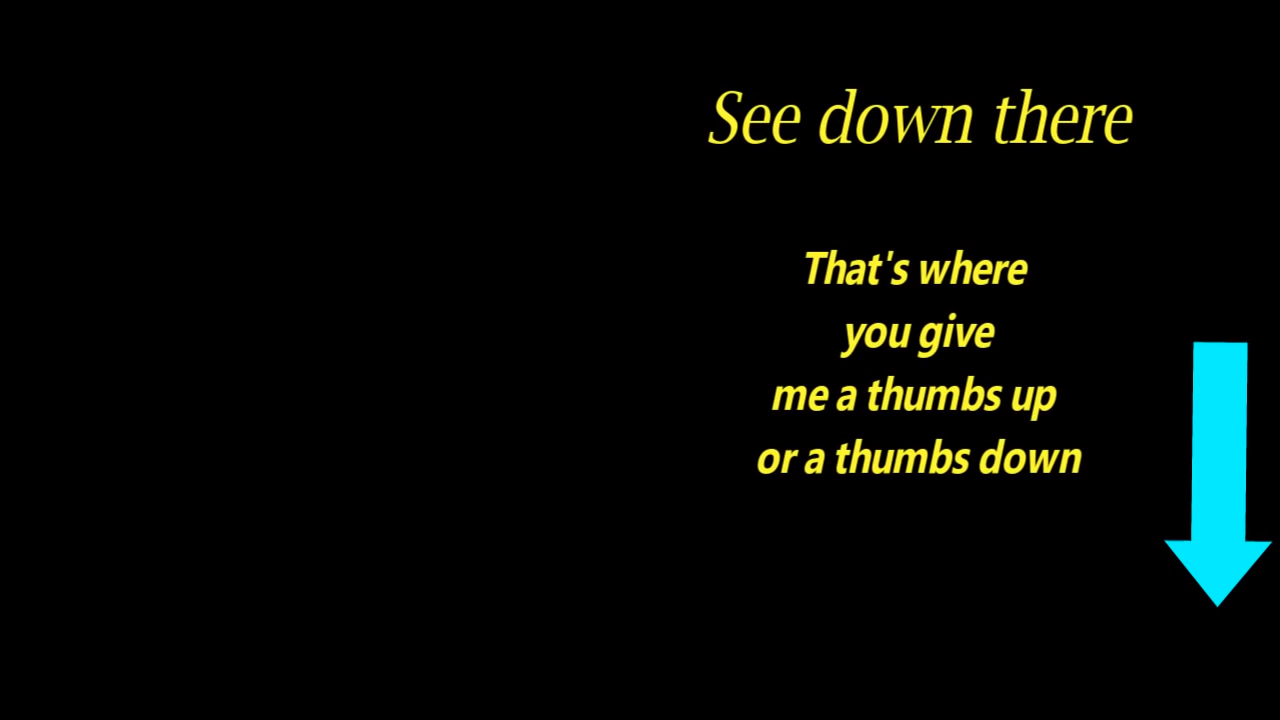 See down there
That's where
you give
me a thumbs up
or a thumbs down